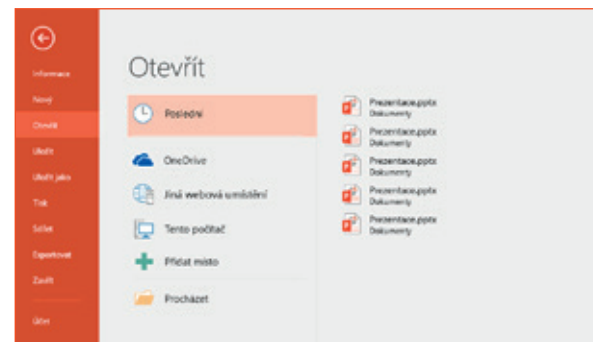 Informace
Nový
Otevřít
Uložit
Uložit jako
Tisk
Sdílet
Exportovat
Zavřít
Účet
Otevřít
Poslední
OneDrive
Jiná webová umístění
Tento počítač
Přidat místo
Procházet
Prezentace.pptx
Dokumenty
Prezentace.pptx
Dokumenty
Prezentace.pptx
Dokumenty
Prezentace.pptx
Dokumenty
Prezentace.pptx
Dokumenty